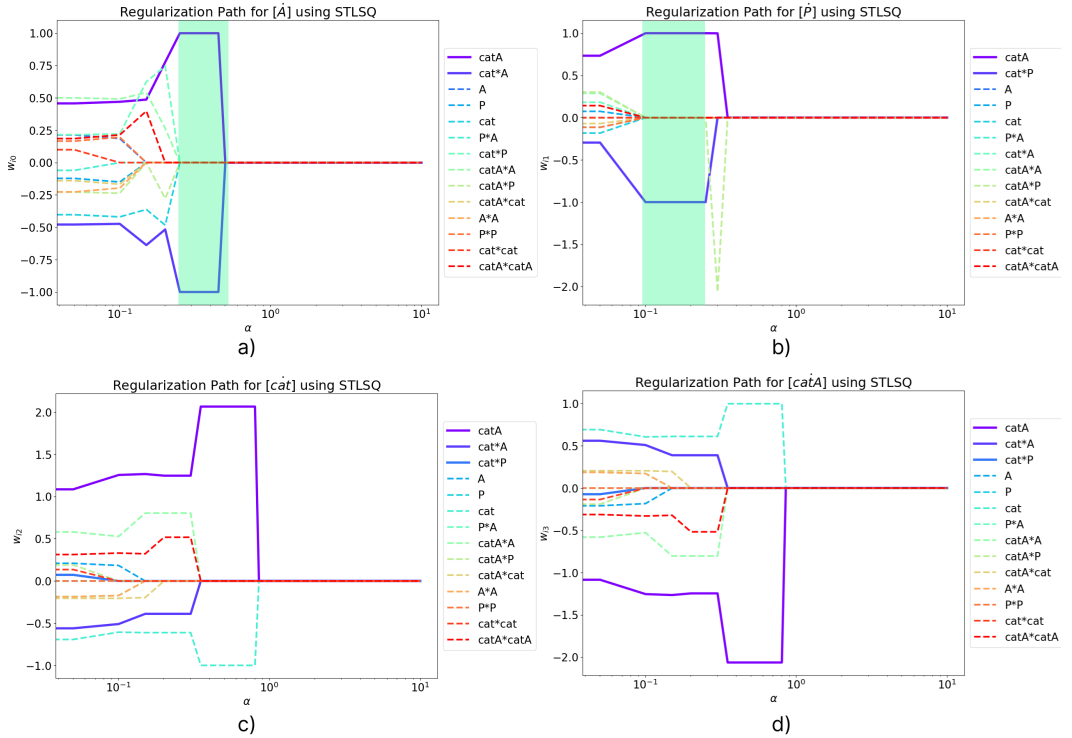 Regularization Path for [Ȧ] using STLSQ
1.00
0.75
0.50
0.25
0.00
−0.25
−0.50
−0.75
−1.00
w_{i0}
10^{-1}
10^{0}
10^{1}
α
catA
cat*A
A
P
cat
P*A
cat*P
catA*A
catA*P
catA*cat
A*A
P*P
cat*cat
catA*catA
a)
Regularization Path for [Ṗ] using STLSQ
1.0
0.5
0.0
−0.5
−1.0
−1.5
−2.0
w_{i1}
10^{-1}
10^{0}
10^{1}
α
catA
cat*P
A
P
cat
P*A
cat*A
catA*A
catA*P
catA*cat
A*A
P*P
cat*cat
catA*catA
b)
Regularization Path for [cȧt] using STLSQ
2.0
1.5
1.0
0.5
0.0
−0.5
−1.0
w_{i2}
10^{-1}
10^{0}
10^{1}
α
catA
cat*A
cat*P
A
P
cat
P*A
catA*A
catA*P
catA*cat
A*A
P*P
cat*cat
catA*catA
c)
Regularization Path for [catȦ] using STLSQ
1.0
0.5
0.0
−0.5
−1.0
−1.5
−2.0
w_{i3}
10^{-1}
10^{0}
10^{1}
α
catA
cat*A
cat*P
A
P
cat
P*A
catA*A
catA*P
catA*cat
A*A
P*P
cat*cat
catA*catA
d)